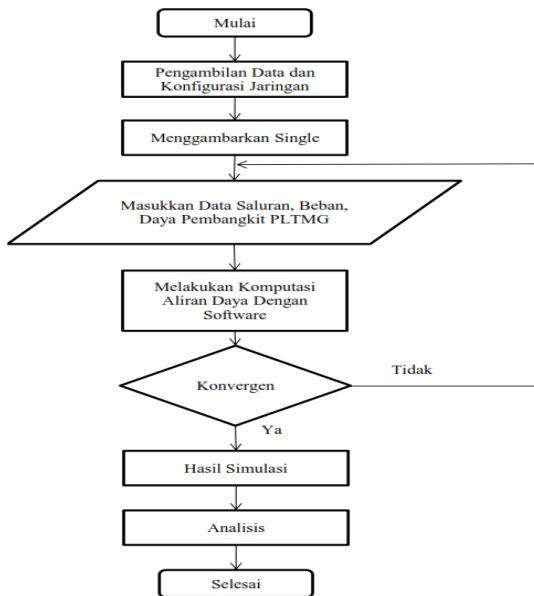 Mulai
Pengambilan Data dan
Konfigurasi Jaringan
Menggambarkan Single
Masukkan Data Saluran, Beban,
Daya Pembangkit PLTMG
Melakukan Komputasi
Aliran Daya Dengan
Software
Konvergen
Tidak
Ya
Hasil Simulasi
Analisis
Selesai